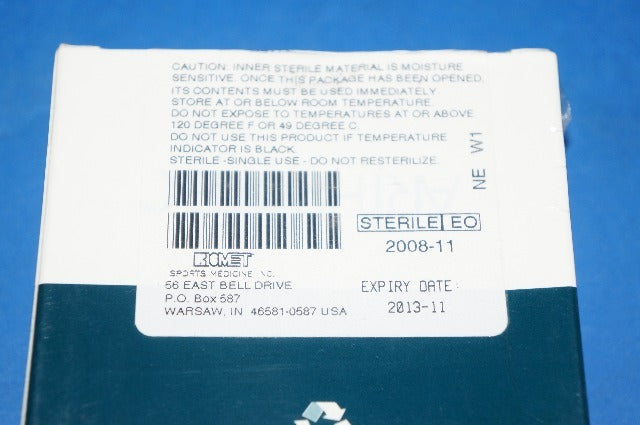 CAUTION: INNER STERILE MATERIAL IS MOISTURE
SENSITIVE. ONCE THIS PACKAGE HAS BEEN OPENED,
ITS CONTENTS MUST BE USED IMMEDIATELY
STORE AT OR BELOW ROOM TEMPERATURE.
DO NOT EXPOSE TO TEMPERATURES AT OR ABOVE
120 DEGREE F OR 49 DEGREE C.
DO NOT USE THIS PRODUCT IF TEMPERATURE
INDICATOR IS BLACK.
STERILE -SINGLE USE - DO NOT RESTERILIZE
NE W1
STERILE EO
2008-11
BIOMET
SPORTS MEDICINE INC.
56 EAST BELL DRIVE
P.O. Box 587
WARSAW, IN 46581-0587 USA
EXPIRY DATE:
2013-11